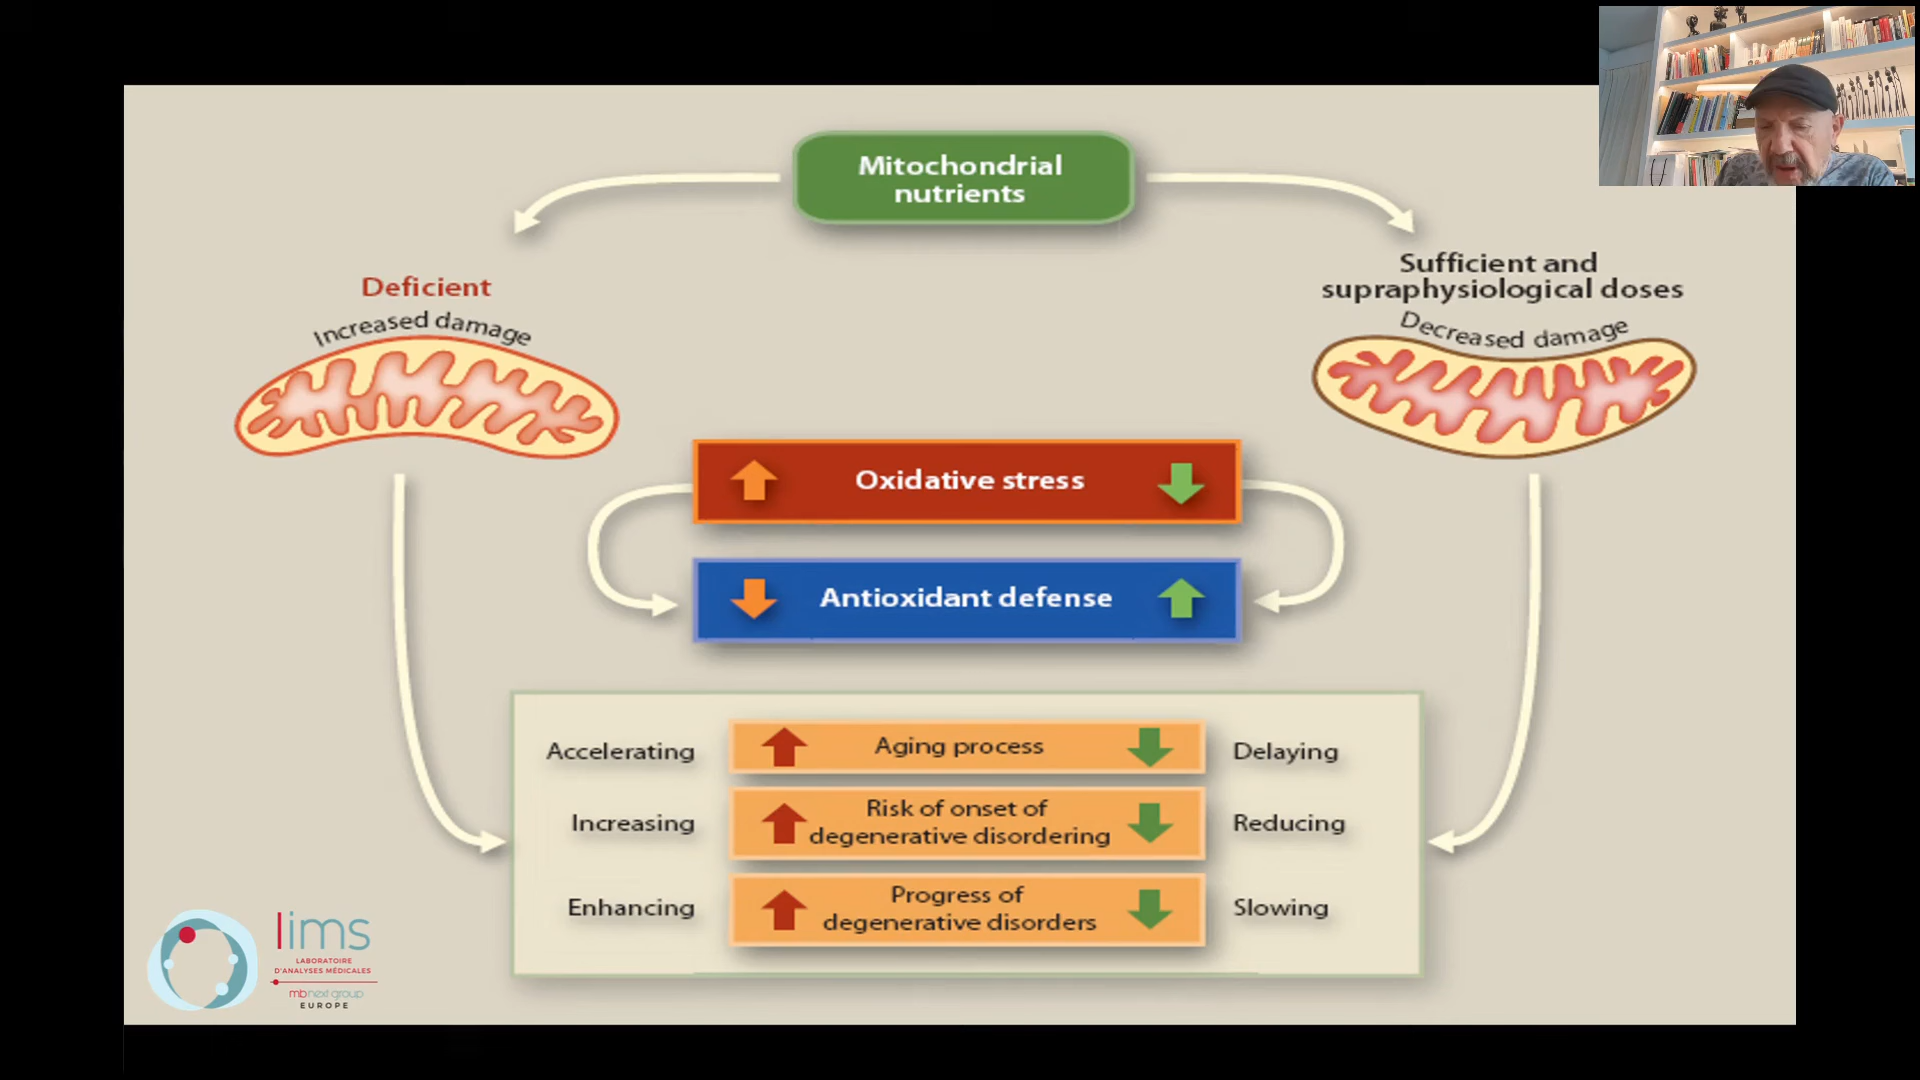 Mitochondrial
nutrients
Deficient
Increased damage
Sufficient and
supraphysiological doses
Decreased damage
Oxidative stress
Antioxidant defense
Accelerating
Aging process
Delaying
Increasing
Risk of onset of
degenerative disordering
Reducing
Enhancing
Progress of
degenerative disorders
Slowing
lims
LABORATOIRE
D'ANALYSES MÉDICALES
mbnext group
EUROPE